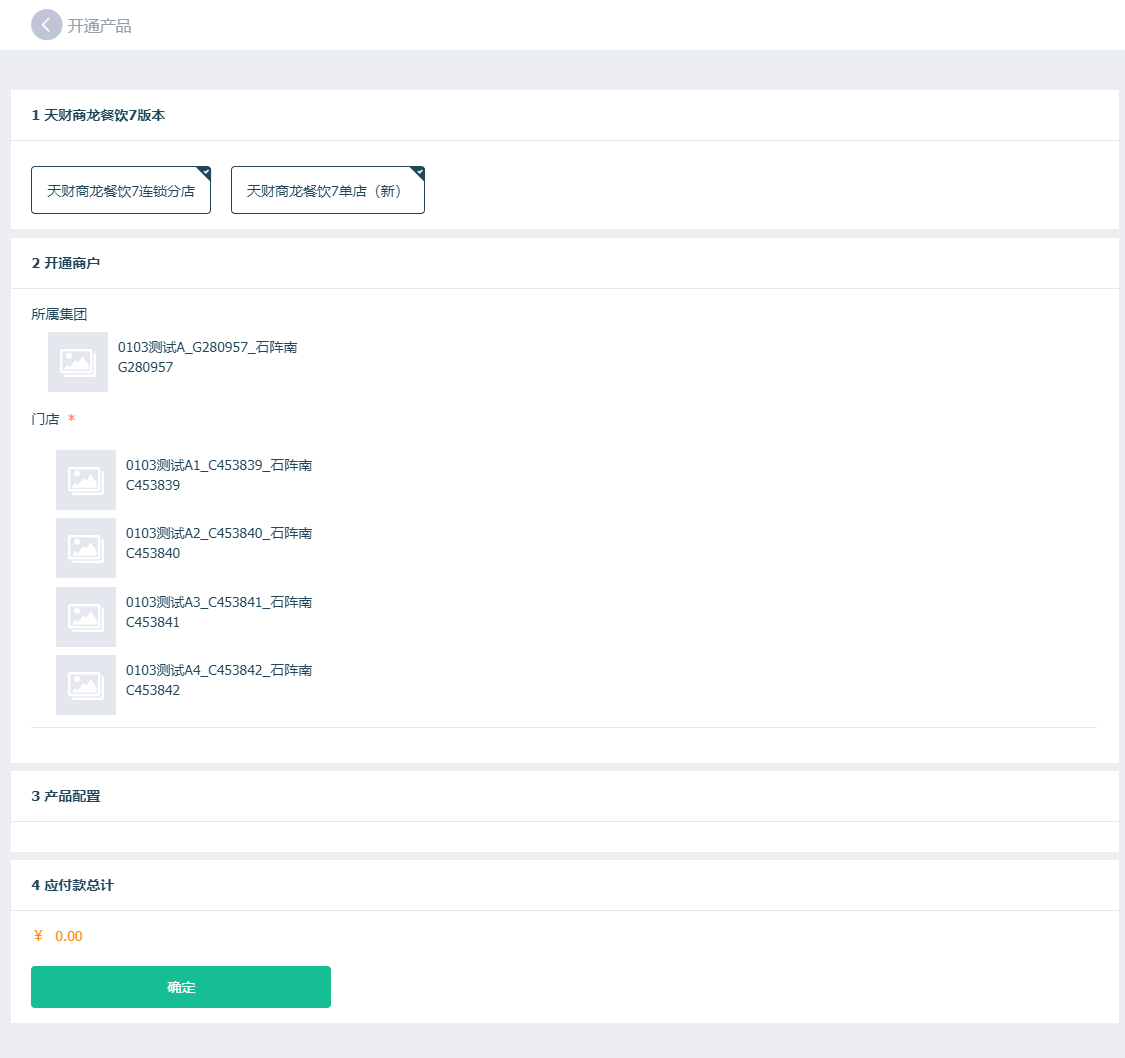 开通产品
1 天财商龙餐饮7版本
天财商龙餐饮7连锁分店
天财商龙餐饮7单店（新）
2 开通商户
所属集团
0103测试A_G280957_石阵南
G280957
门店 *
0103测试A1_C453839_石阵南
C453839
0103测试A2_C453840_石阵南
C453840
0103测试A3_C453841_石阵南
C453841
0103测试A4_C453842_石阵南
C453842
3 产品配置
4 应付款总计
¥ 0.00
确定